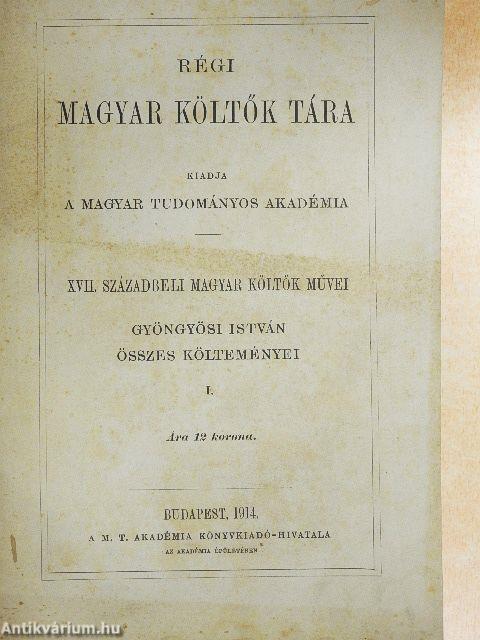 RÉGI
MAGYAR KÖLTŐK TÁRA
KIADJA
A MAGYAR TUDOMÁNYOS AKADÉMIA
XVII. SZÁZADBELI MAGYAR KÖLTŐK MŰVEI
GYÖNGYÖSI ISTVÁN
ÖSSZES KÖLTEMÉNYEI
I.
Ára 12 korona.
BUDAPEST, 1914.
A M. T. AKADÉMIA KÖNYVKIADÓ-HIVATALA
AZ AKADÉMIA ÉPÜLETÉBEN
Antikvárium.hu